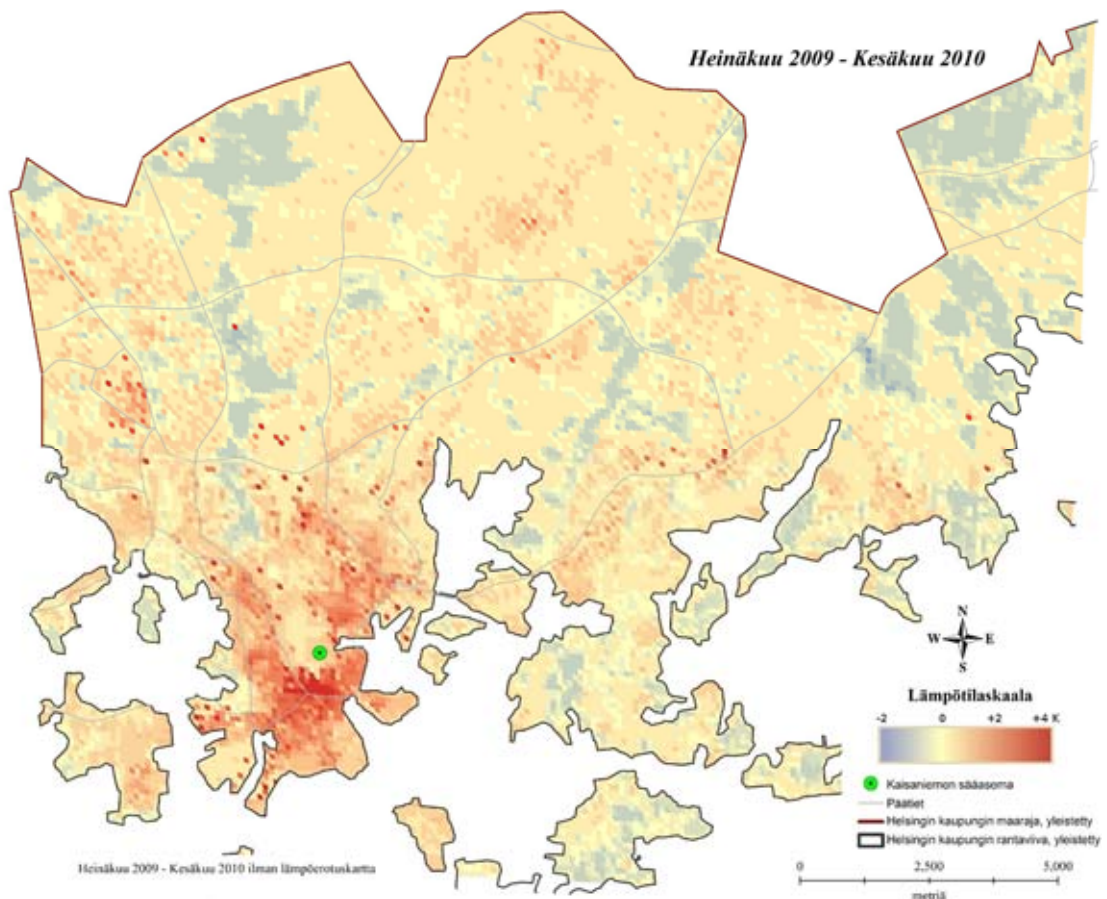 Heinäkuu 2009 - Kesäkuu 2010
N
W E
S
Lämpötilaskaala
-2 0 +2 +4 K
Kaisaniemen sääasema
Päätiet
Helsingin kaupungin maaraja, yleistetty
Helsingin kaupungin rantaviiva, yleistetty
Heinäkuu 2009 - Kesäkuu 2010 ilman lämpöerotuskartta
0 2,500 5,000
metriä